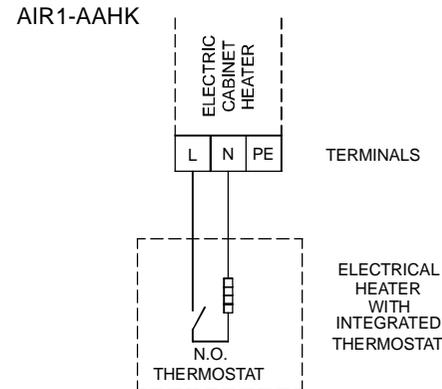 AIR1-AAHK
ELECTRIC
CABINET
HEATER
L N PE
TERMINALS
ELECTRICAL
HEATER
WITH
INTEGRATED
THERMOSTAT
N.O.
THERMOSTAT